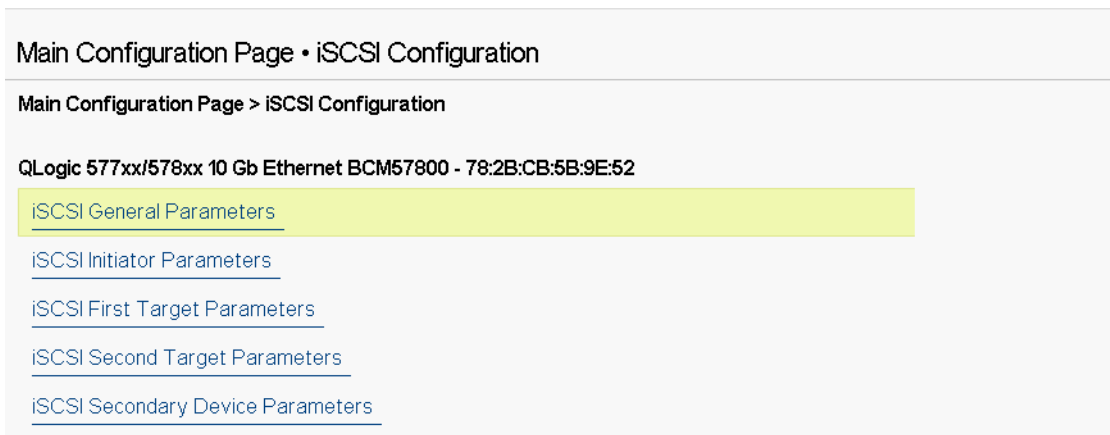 Main Configuration Page • iSCSI Configuration
Main Configuration Page > iSCSI Configuration
QLogic 577xx/578xx 10 Gb Ethernet BCM57800 - 78:2B:CB:5B:9E:52
iSCSI General Parameters
iSCSI Initiator Parameters
iSCSI First Target Parameters
iSCSI Second Target Parameters
iSCSI Secondary Device Parameters